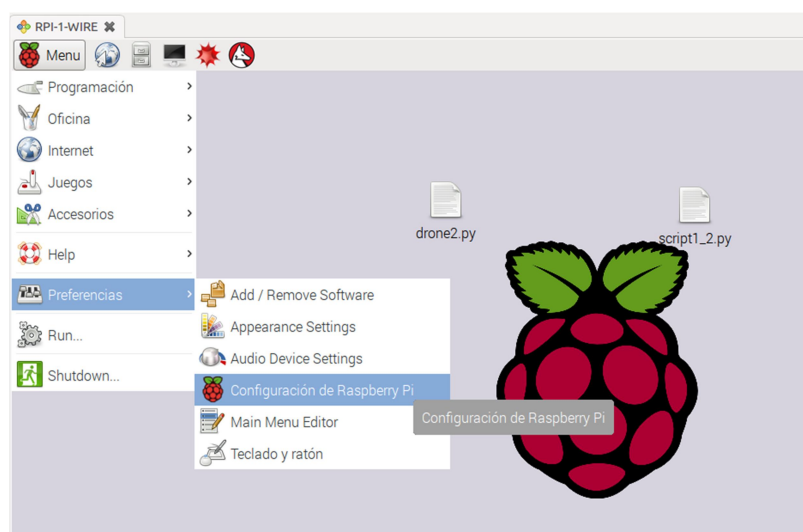 RPI-1-WIRE
Menu
Programación
Oficina
Internet
Juegos
Accesorios
Help
Preferencias
Run...
Shutdown...
Add / Remove Software
Appearance Settings
Audio Device Settings
Configuración de Raspberry Pi
Main Menu Editor
Teclado y ratón
Configuración de Raspberry Pi
drone2.py
script1_2.py